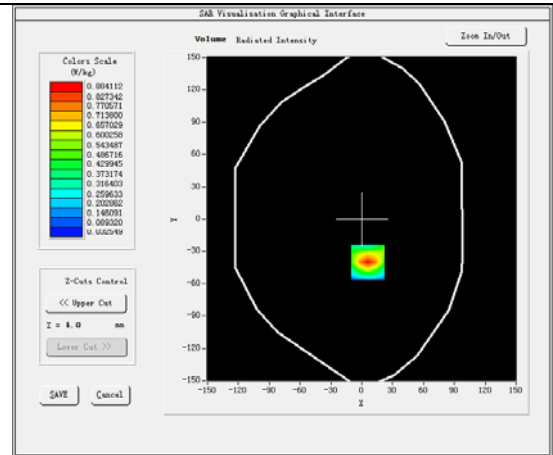 SAR Visualisation Graphical Interface
Volume Radiated Intensity
Zoom In/Out
Colors Scale
(W/kg)
0.884112
0.827342
0.770571
0.713800
0.657029
0.600258
0.543487
0.486716
0.429945
0.373174
0.316403
0.259633
0.202862
0.146091
0.089320
0.032549
Z-Cuts Control
<< Upper Cut
Z = 4.0 mm
Lower Cut >>
SAVE
Cancel
150
120
90
60
30
0
-30
-60
-90
-120
-150
Y
-150 -120 -90 -60 -30 0 30 60 90 120 150
X